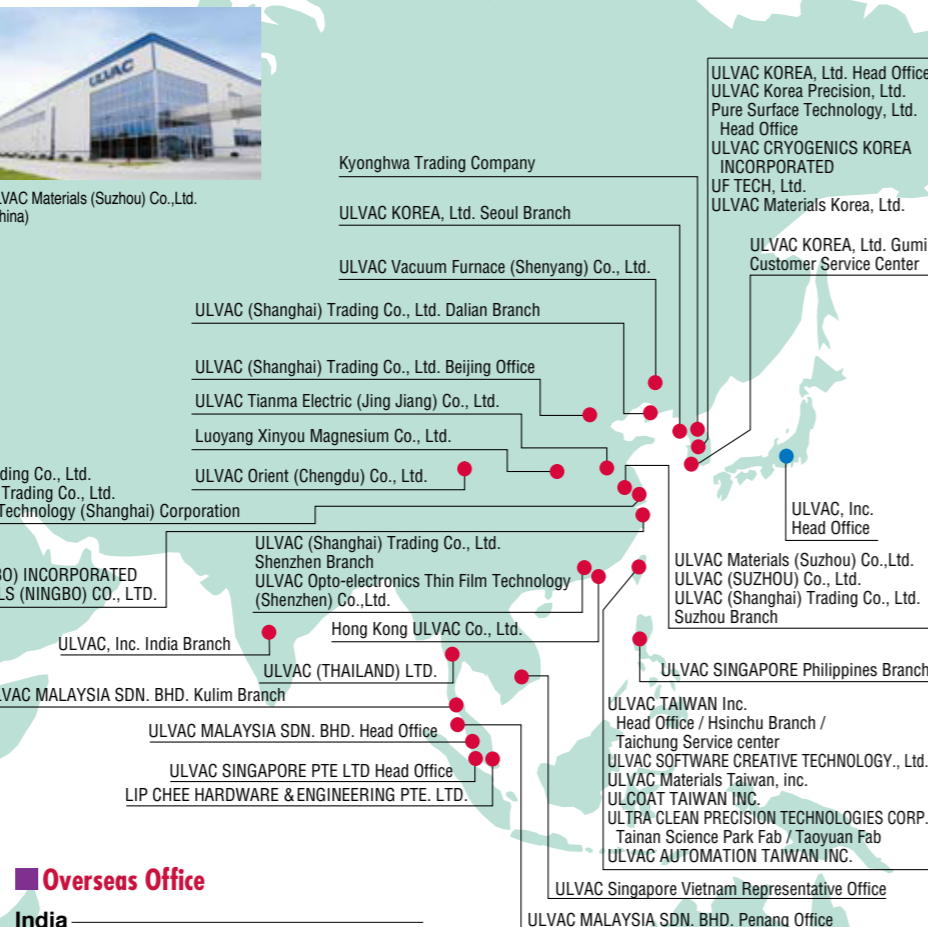 ULVAC
LVAC Materials (Suzhou) Co.,Ltd.
hina)
Kyonghwa Trading Company
ULVAC KOREA, Ltd. Seoul Branch
ULVAC Vacuum Furnace (Shenyang) Co., Ltd.
ULVAC (Shanghai) Trading Co., Ltd. Dalian Branch
ULVAC (Shanghai) Trading Co., Ltd. Beijing Office
ULVAC Tianma Electric (Jing Jiang) Co., Ltd.
Luoyang Xinyou Magnesium Co., Ltd.
ULVAC Orient (Chengdu) Co., Ltd.
ding Co., Ltd.
Trading Co., Ltd.
Technology (Shanghai) Corporation
BO) INCORPORATED
LS (NINGBO) CO., LTD.
ULVAC (Shanghai) Trading Co., Ltd.
Shenzhen Branch
ULVAC Opto-electronics Thin Film Technology
(Shenzhen) Co.,Ltd.
Hong Kong ULVAC Co., Ltd.
ULVAC, Inc. India Branch
ULVAC (THAILAND) LTD.
LVAC MALAYSIA SDN. BHD. Kulim Branch
ULVAC MALAYSIA SDN. BHD. Head Office
ULVAC SINGAPORE PTE LTD Head Office
LIP CHEE HARDWARE & ENGINEERING PTE. LTD.
ULVAC KOREA, Ltd. Head Office
ULVAC Korea Precision, Ltd.
Pure Surface Technology, Ltd.
Head Office
ULVAC CRYOGENICS KOREA
INCORPORATED
UF TECH, Ltd.
ULVAC Materials Korea, Ltd.
ULVAC KOREA, Ltd. Gumi
Customer Service Center
ULVAC, Inc.
Head Office
ULVAC Materials (Suzhou) Co.,Ltd.
ULVAC (SUZHOU) Co., Ltd.
ULVAC (Shanghai) Trading Co., Ltd.
Suzhou Branch
ULVAC SINGAPORE Philippines Branch
ULVAC TAIWAN Inc.
Head Office / Hsinchu Branch /
Taichung Service center
ULVAC SOFTWARE CREATIVE TECHNOLOGY., Ltd.
ULVAC Materials Taiwan, inc.
ULCOAT TAIWAN INC.
ULTRA CLEAN PRECISION TECHNOLOGIES CORP.
Tainan Science Park Fab / Taoyuan Fab
ULVAC AUTOMATION TAIWAN INC.
ULVAC Singapore Vietnam Representative Office
ULVAC MALAYSIA SDN. BHD. Penang Office
Overseas Office
India